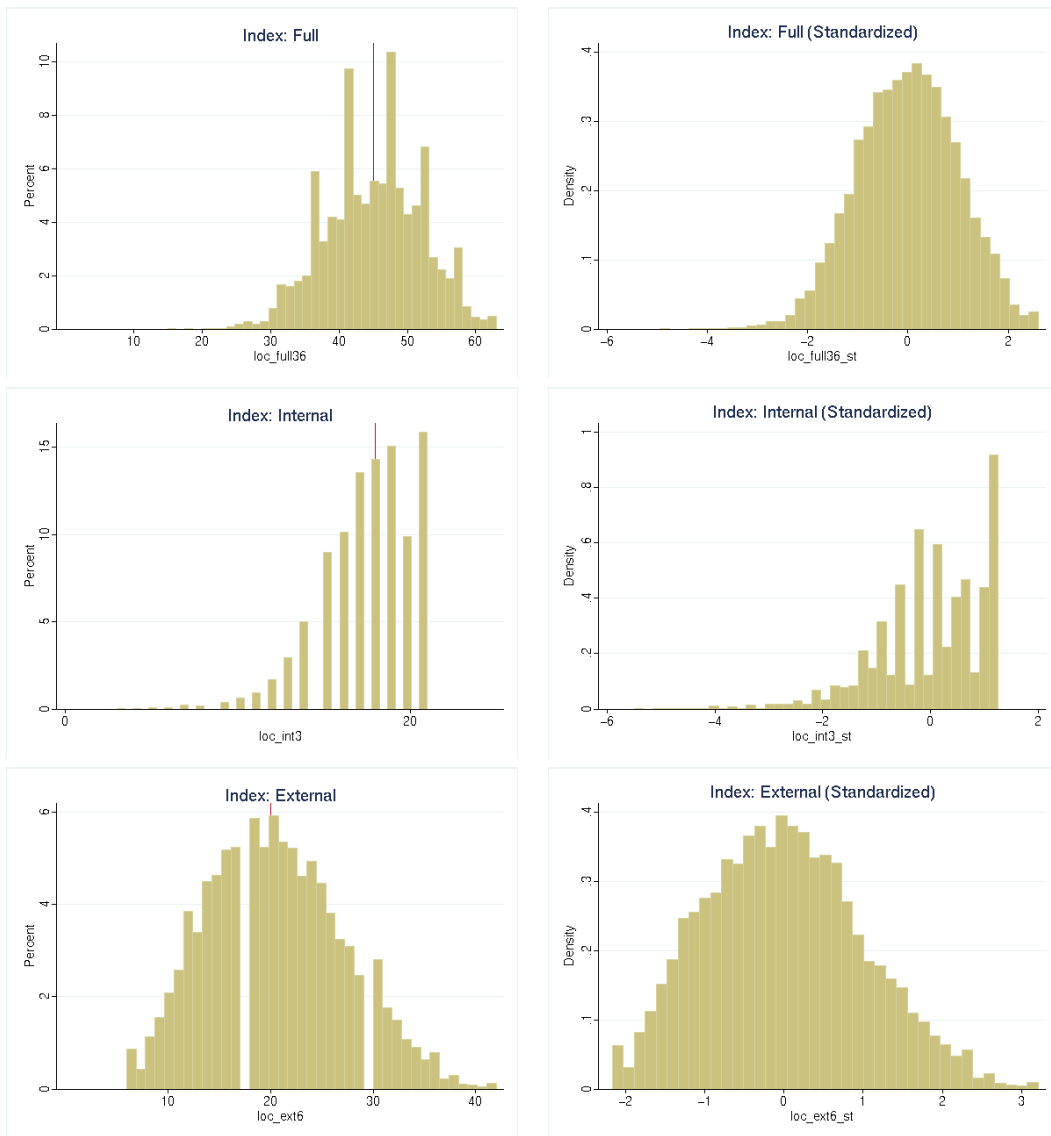 Index: Full
Percent
0 2 4 6 8 10
10 20 30 40 50 60
loc_full36
Index: Full (Standardized)
Density
0 .1 .2 .3 .4
−6 −4 −2 0 2
loc_full36_st
Index: Internal
Percent
0 5 10 15
0 20
loc_int3
Index: Internal (Standardized)
Density
0 .2 .4 .6 .8 1
−6 −4 −2 0 2
loc_int3_st
Index: External
Percent
0 2 4 6
10 20 30 40
loc_ext6
Index: External (Standardized)
Density
0 .1 .2 .3 .4
−2 −1 0 1 2 3
loc_ext6_st